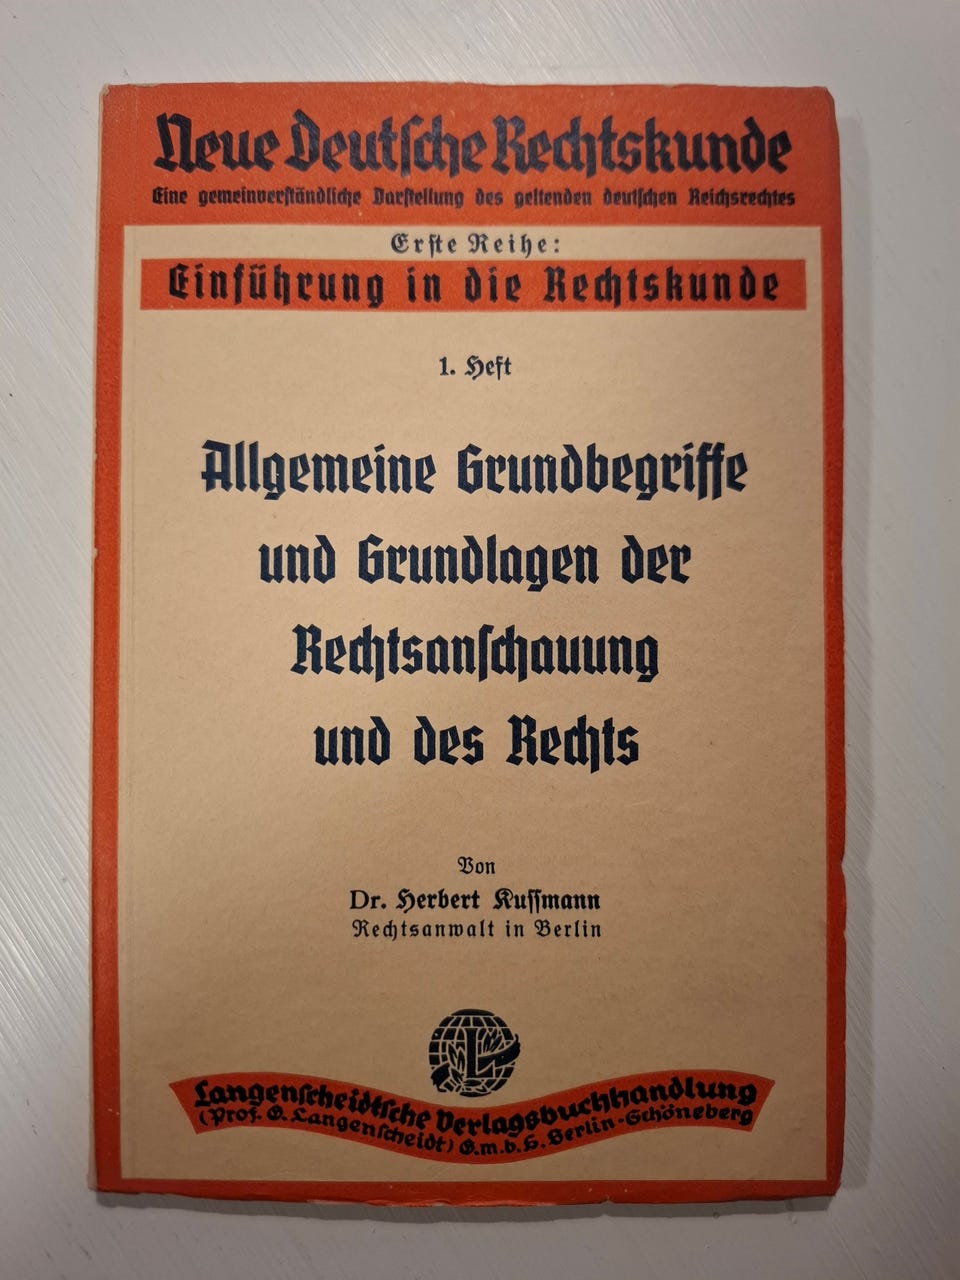 Neue Deutſche Rechtskunde
Eine gemeinverſtändliche Darſtellung des geltenden deutſchen Reichsrechtes
Erſte Reihe:
Einführung in die Rechtskunde
1. Heft
Allgemeine Grundbegriffe
und Grundlagen der
Rechtsanſchauung
und des Rechts
Von
Dr. Herbert Kuſſmann
Rechtsanwalt in Berlin
L
Langenſcheidtſche Verlagsbuchhandlung
(Prof. G. Langenſcheidt) G.m.b.H. Berlin-Schöneberg